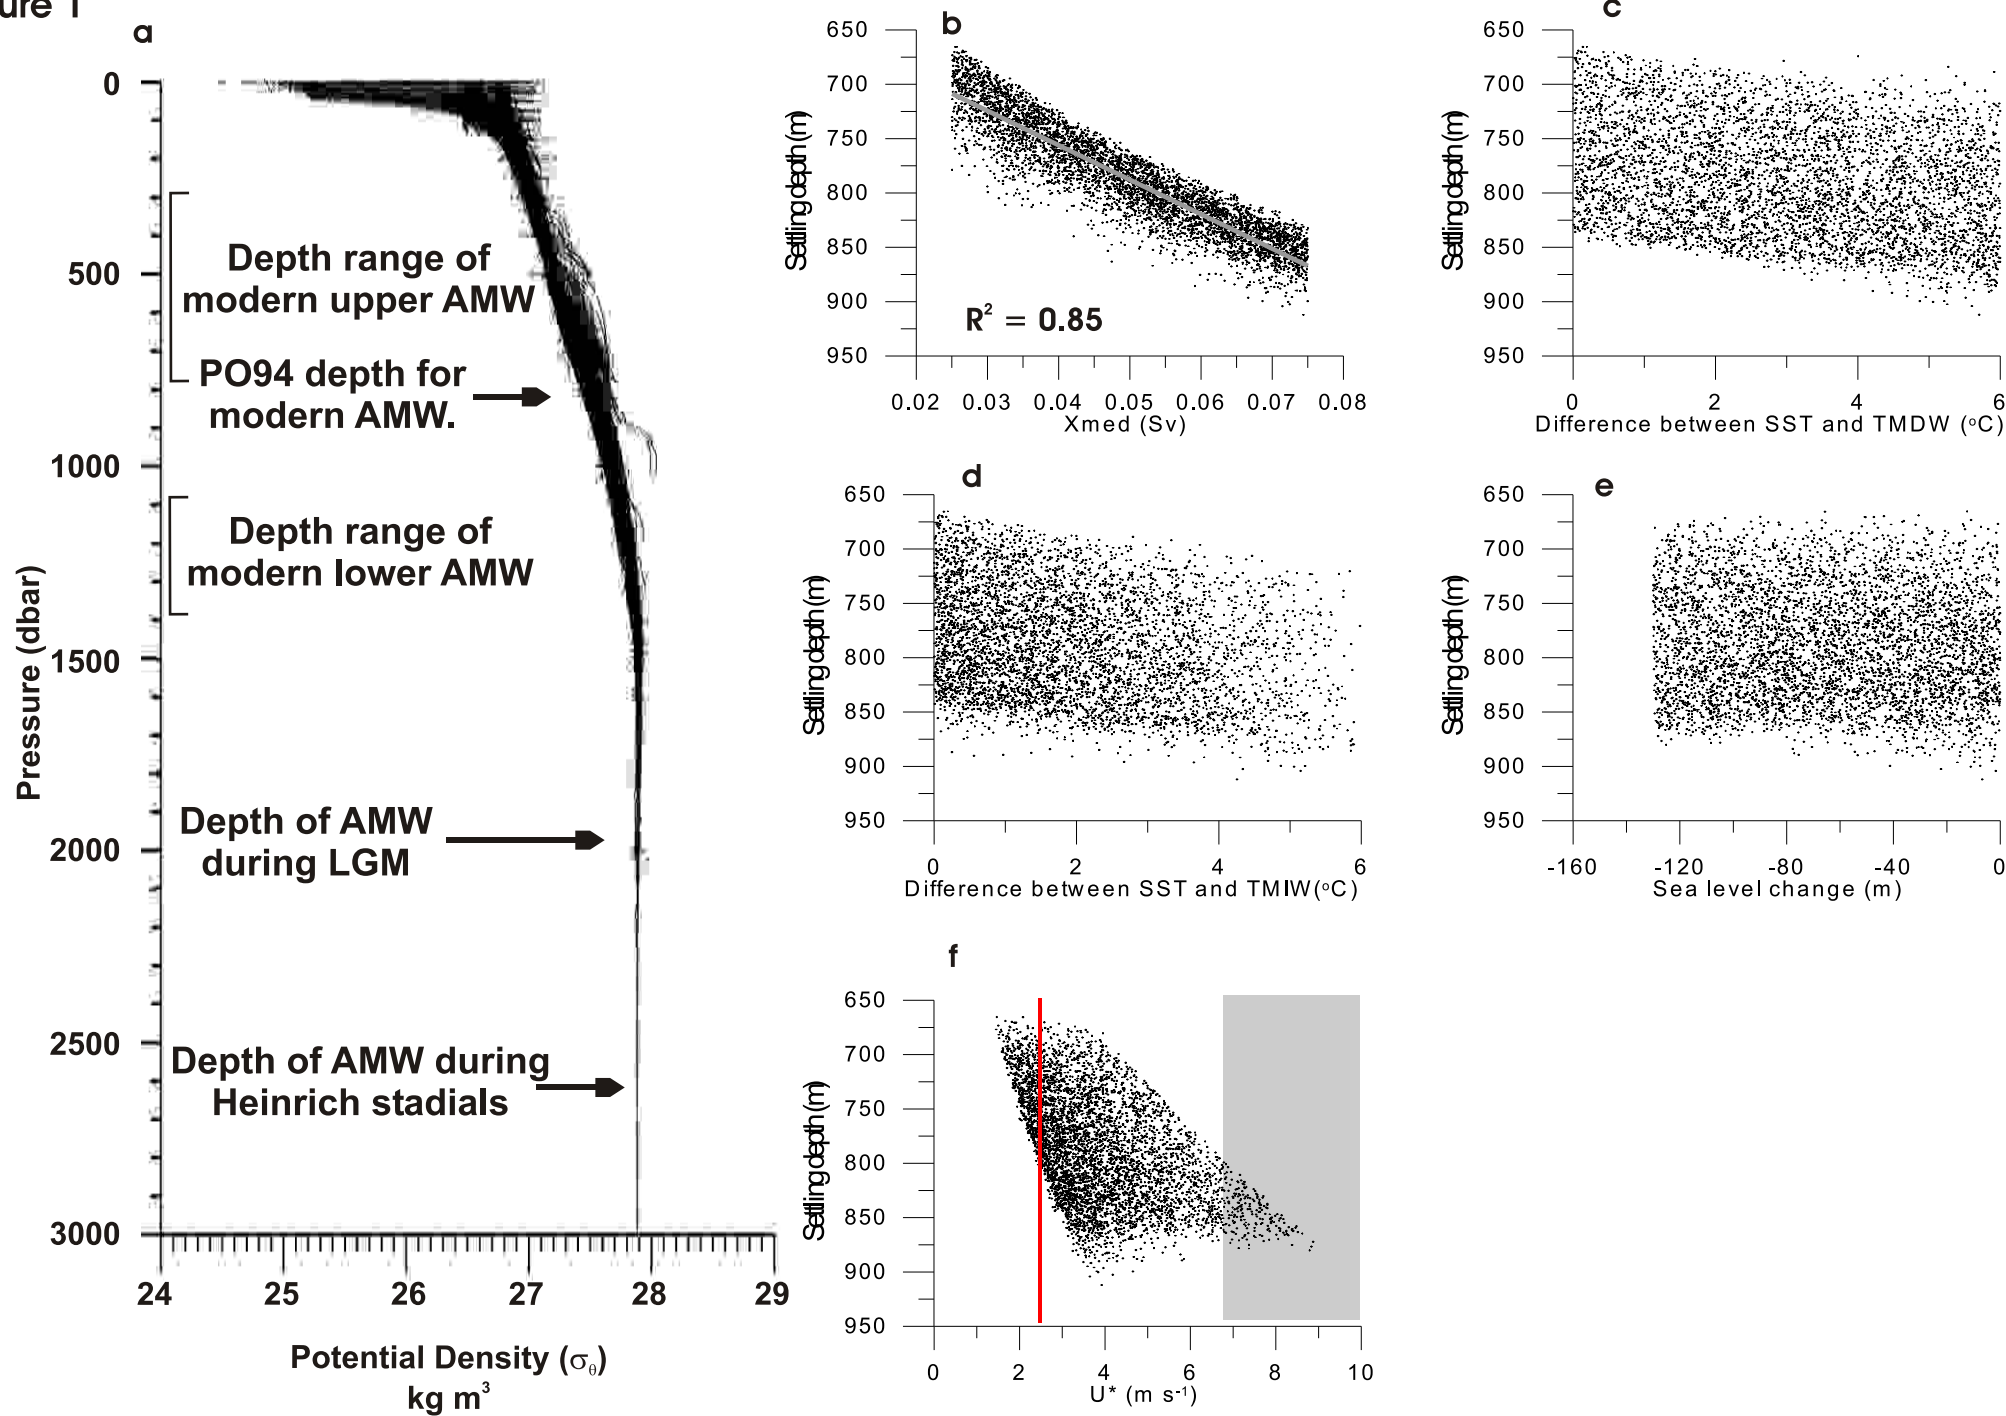 ure 1
a
0
500
1000
1500
2000
2500
3000
Pressure (dbar)
Depth range of
modern upper AMW
PO94 depth for
modern AMW.
Depth range of
modern lower AMW
Depth of AMW
during LGM
Depth of AMW during
Heinrich stadials
24 25 26 27 28 29
Potential Density (σθ)
kg m³
b
650
700
750
800
850
900
950
Settling depth (m)
R² = 0.85
0.02 0.03 0.04 0.05 0.06 0.07 0.08
Xmed (Sv)
c
650
700
750
800
850
900
950
Settling depth (m)
0 2 4 6
Difference between SST and TMDW (°C)
d
650
700
750
800
850
900
950
Settling depth (m)
0 2 4 6
Difference between SST and TMIW (°C)
e
650
700
750
800
850
900
950
Settling depth (m)
-160 -120 -80 -40 0
Sea level change (m)
f
650
700
750
800
850
900
950
Settling depth (m)
0 2 4 6 8 10
U* (m s⁻¹)